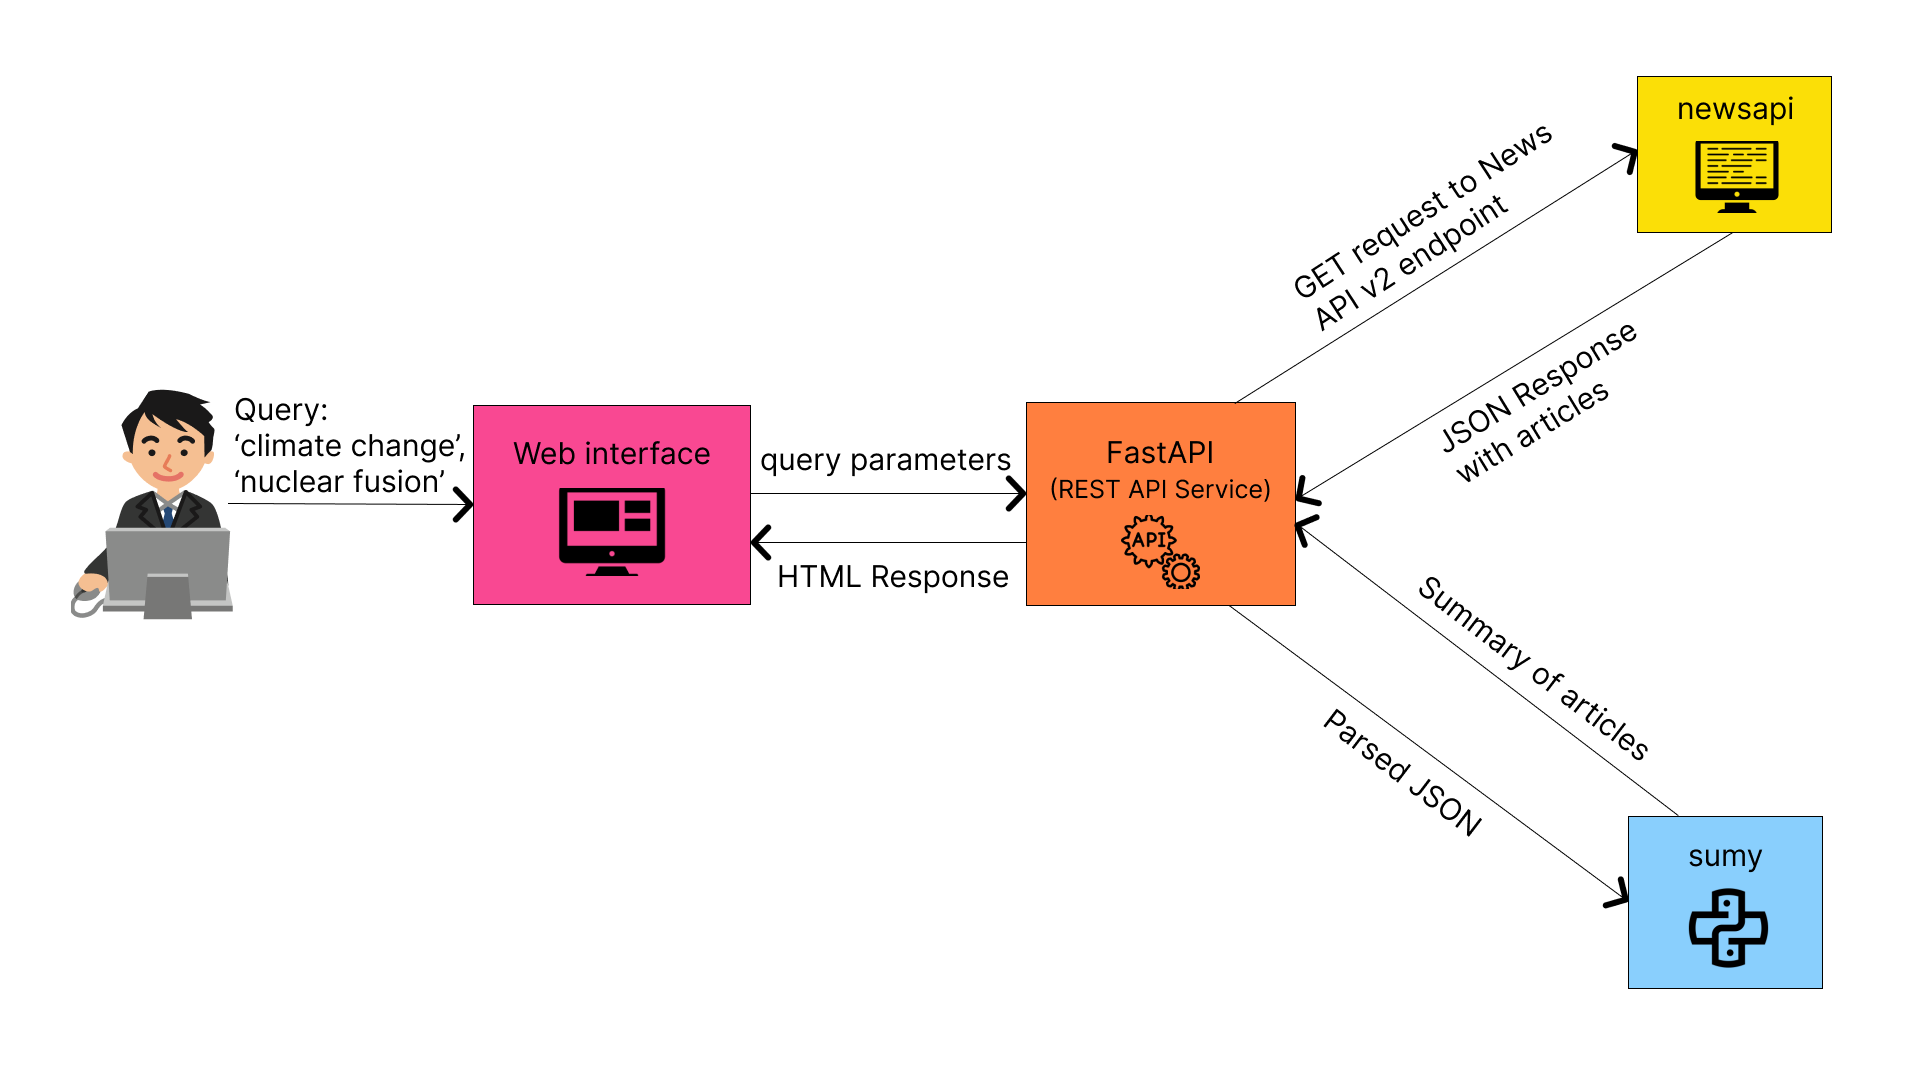 Query:
‘climate change’,
‘nuclear fusion’
Web interface
query parameters
HTML Response
FastAPI
(REST API Service)
API
GET request to News
API v2 endpoint
newsapi
JSON Response
with articles
Summary of articles
Parsed JSON
sumy